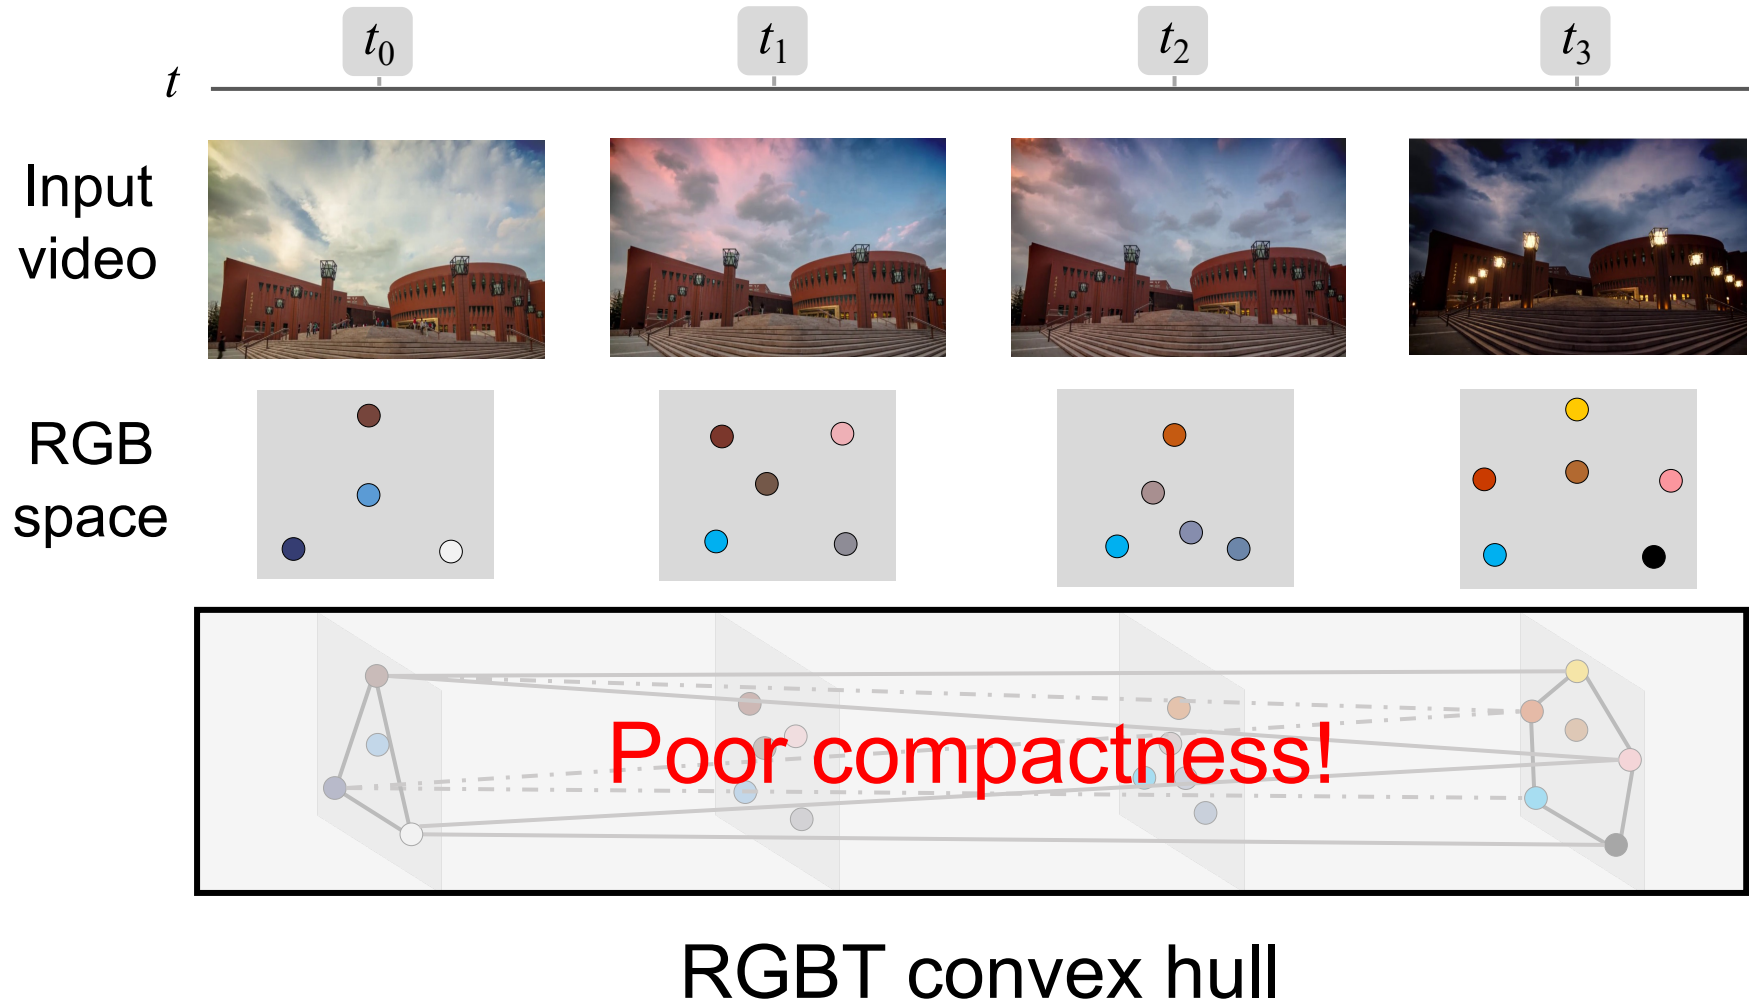 t₀ t₁ t₂ t₃
t
Input
video
RGB
space
Poor compactness!
RGBT convex hull